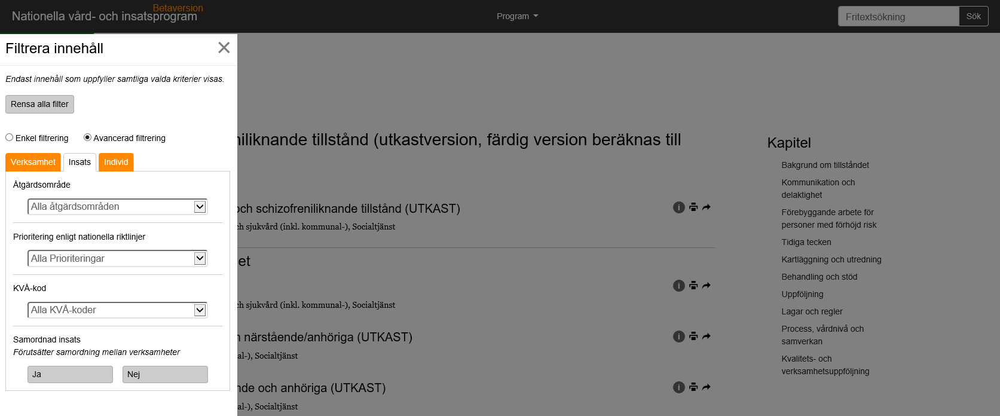 Betaversion
Nationella vård- och insatsprogram
Program
Fritextsökning
Sök
Filtrera innehåll
Endast innehåll som uppfyller samtliga valda kriterier visas.
Rensa alla filter
Enkel filtrering
Avancerad filtrering
Verksamhet
Insats
Individ
Åtgärdsområde
Alla åtgärdsområden
Prioritering enligt nationella riktlinjer
Alla Prioriteringar
KVÅ-kod
Alla KVÅ-koder
Samordnad insats
Förutsätter samordning mellan verksamheter
Ja
Nej
niliknande tillstånd (utkastversion, färdig version beräknas till
och schizofreniliknande tillstånd (UTKAST)
ch sjukvård (inkl. kommunal-), Socialtjänst
et
ch sjukvård (inkl. kommunal-), Socialtjänst
närstående/anhöriga (UTKAST)
al-), Socialtjänst
nde och anhöriga (UTKAST)
al-), Socialtjänst
Kapitel
Bakgrund om tillståndet
Kommunikation och
delaktighet
Förebyggande arbete för
personer med förhöjd risk
Tidiga tecken
Kartläggning och utredning
Behandling och stöd
Uppföljning
Lagar och regler
Process, vårdnivå och
samverkan
Kvalitets- och
verksamhetsuppföljning